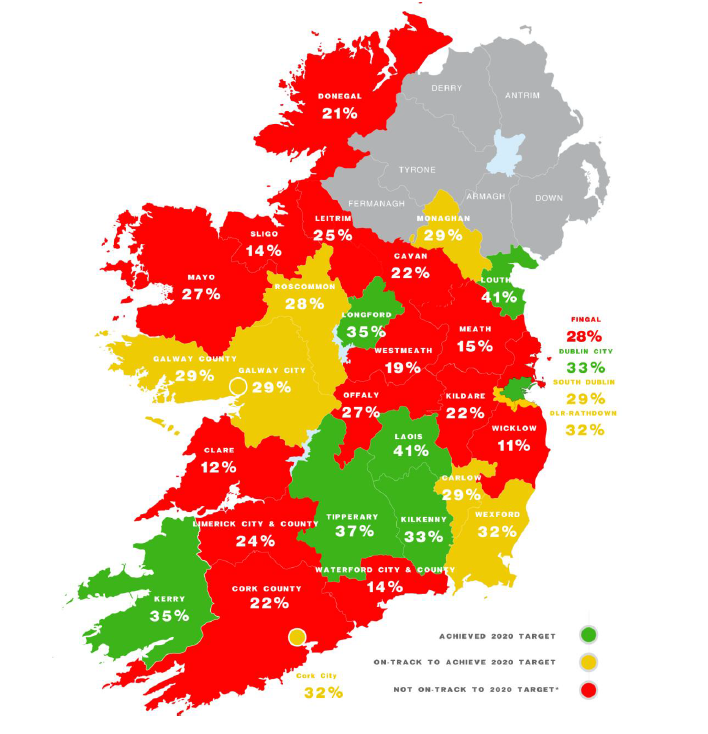 DERRY
ANTRIM
DONEGAL
21%
TYRONE
FERMANAGH
ARMAGH
DOWN
MONAGHAN
29%
LEITRIM
25%
SLIGO
14%
CAVAN
22%
MAYO
27%
ROSCOMMON
28%
LOUTH
41%
LONGFORD
35%
MEATH
15%
FINGAL
28%
DUBLIN CITY
33%
SOUTH DUBLIN
29%
DLR-RATHDOWN
32%
WESTMEATH
19%
GALWAY COUNTY
29%
GALWAY CITY
29%
OFFALY
27%
KILDARE
22%
WICKLOW
11%
LAOIS
41%
CLARE
12%
CARLOW
29%
WEXFORD
32%
TIPPERARY
37%
KILKENNY
33%
LIMERICK CITY & COUNTY
24%
WATERFORD CITY & COUNTY
14%
CORK COUNTY
22%
KERRY
35%
Cork City
32%
ACHIEVED 2020 TARGET
ON-TRACK TO ACHIEVE 2020 TARGET
NOT ON-TRACK TO 2020 TARGET*